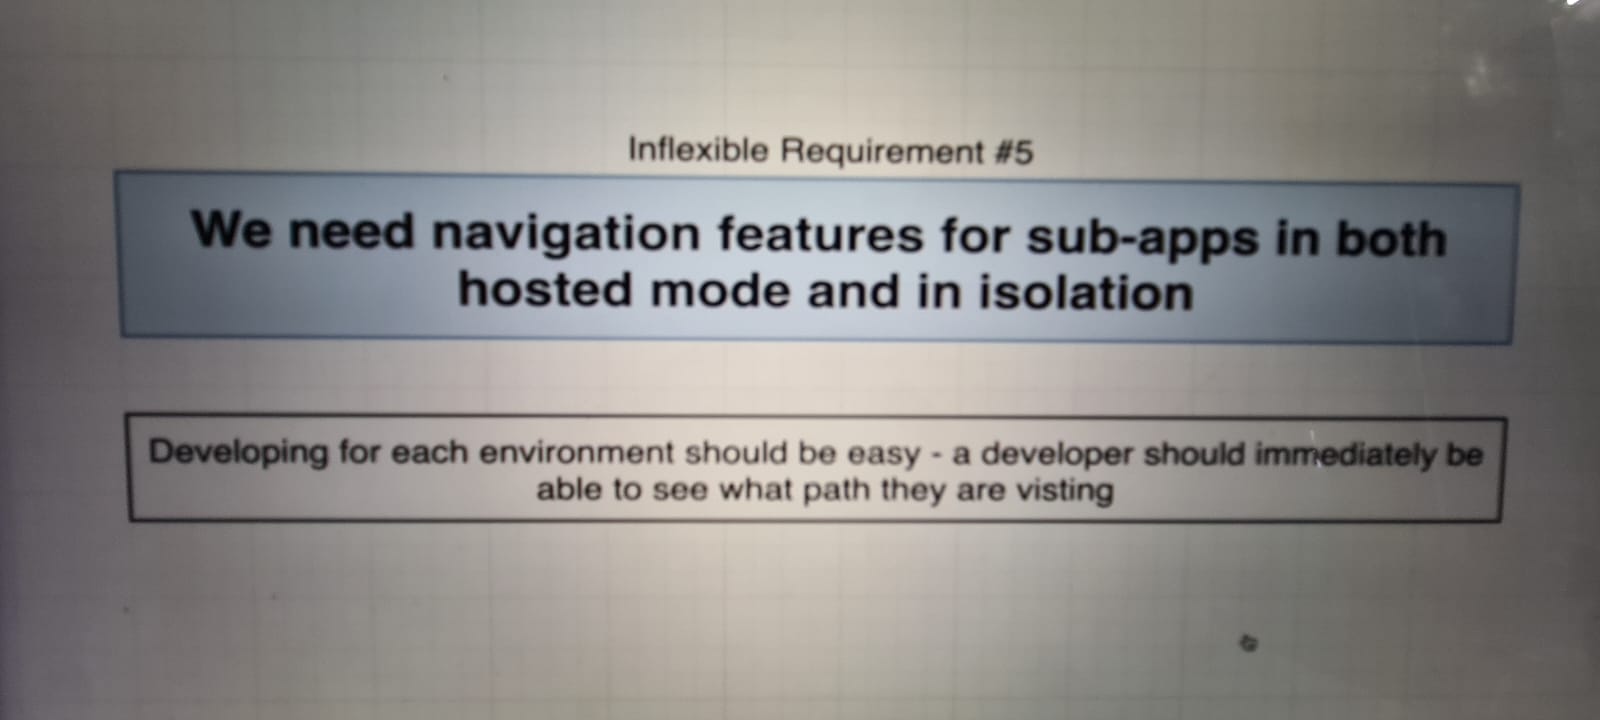 Inflexible Requirement #5
We need navigation features for sub-apps in both
hosted mode and in isolation
Developing for each environment should be easy - a developer should immediately be
able to see what path they are visting